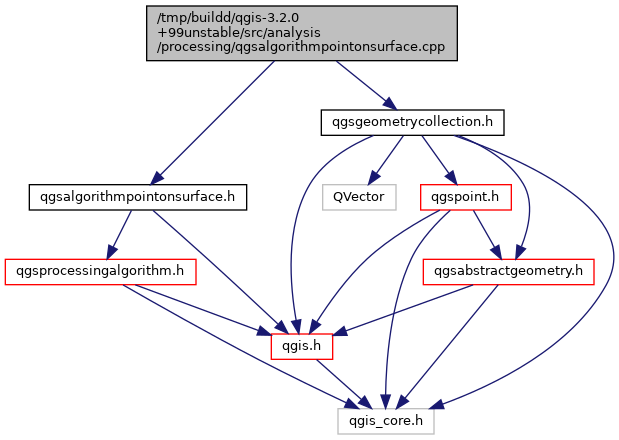 /tmp/buildd/qgis-3.2.0
+99unstable/src/analysis
/processing/qgsalgorithmpointonsurface.cpp
qgsgeometrycollection.h
qgsalgorithmpointonsurface.h
QVector
qgspoint.h
qgsprocessingalgorithm.h
qgsabstractgeometry.h
qgis.h
qgis_core.h